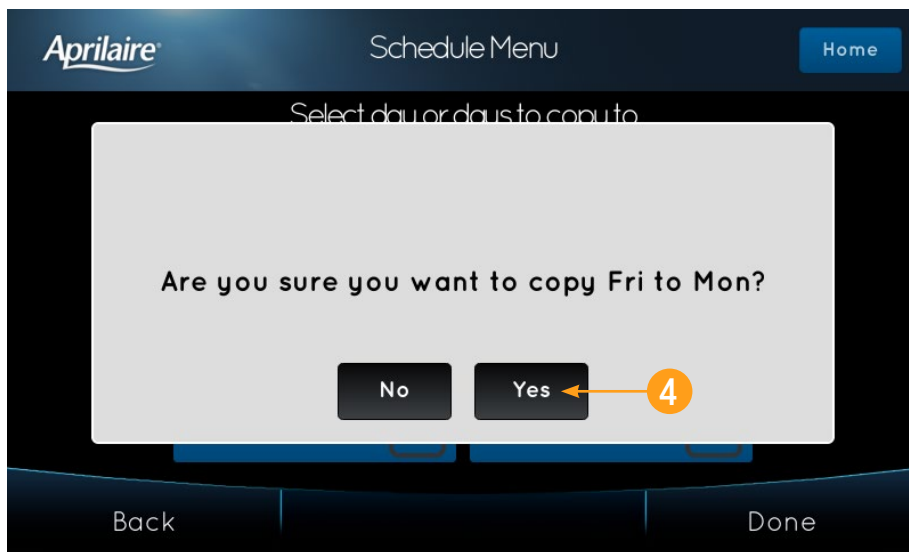 Aprilaire®
Schedule Menu
Home
Select day or days to copy to
Are you sure you want to copy Fri to Mon?
No
Yes
4
Back
Done